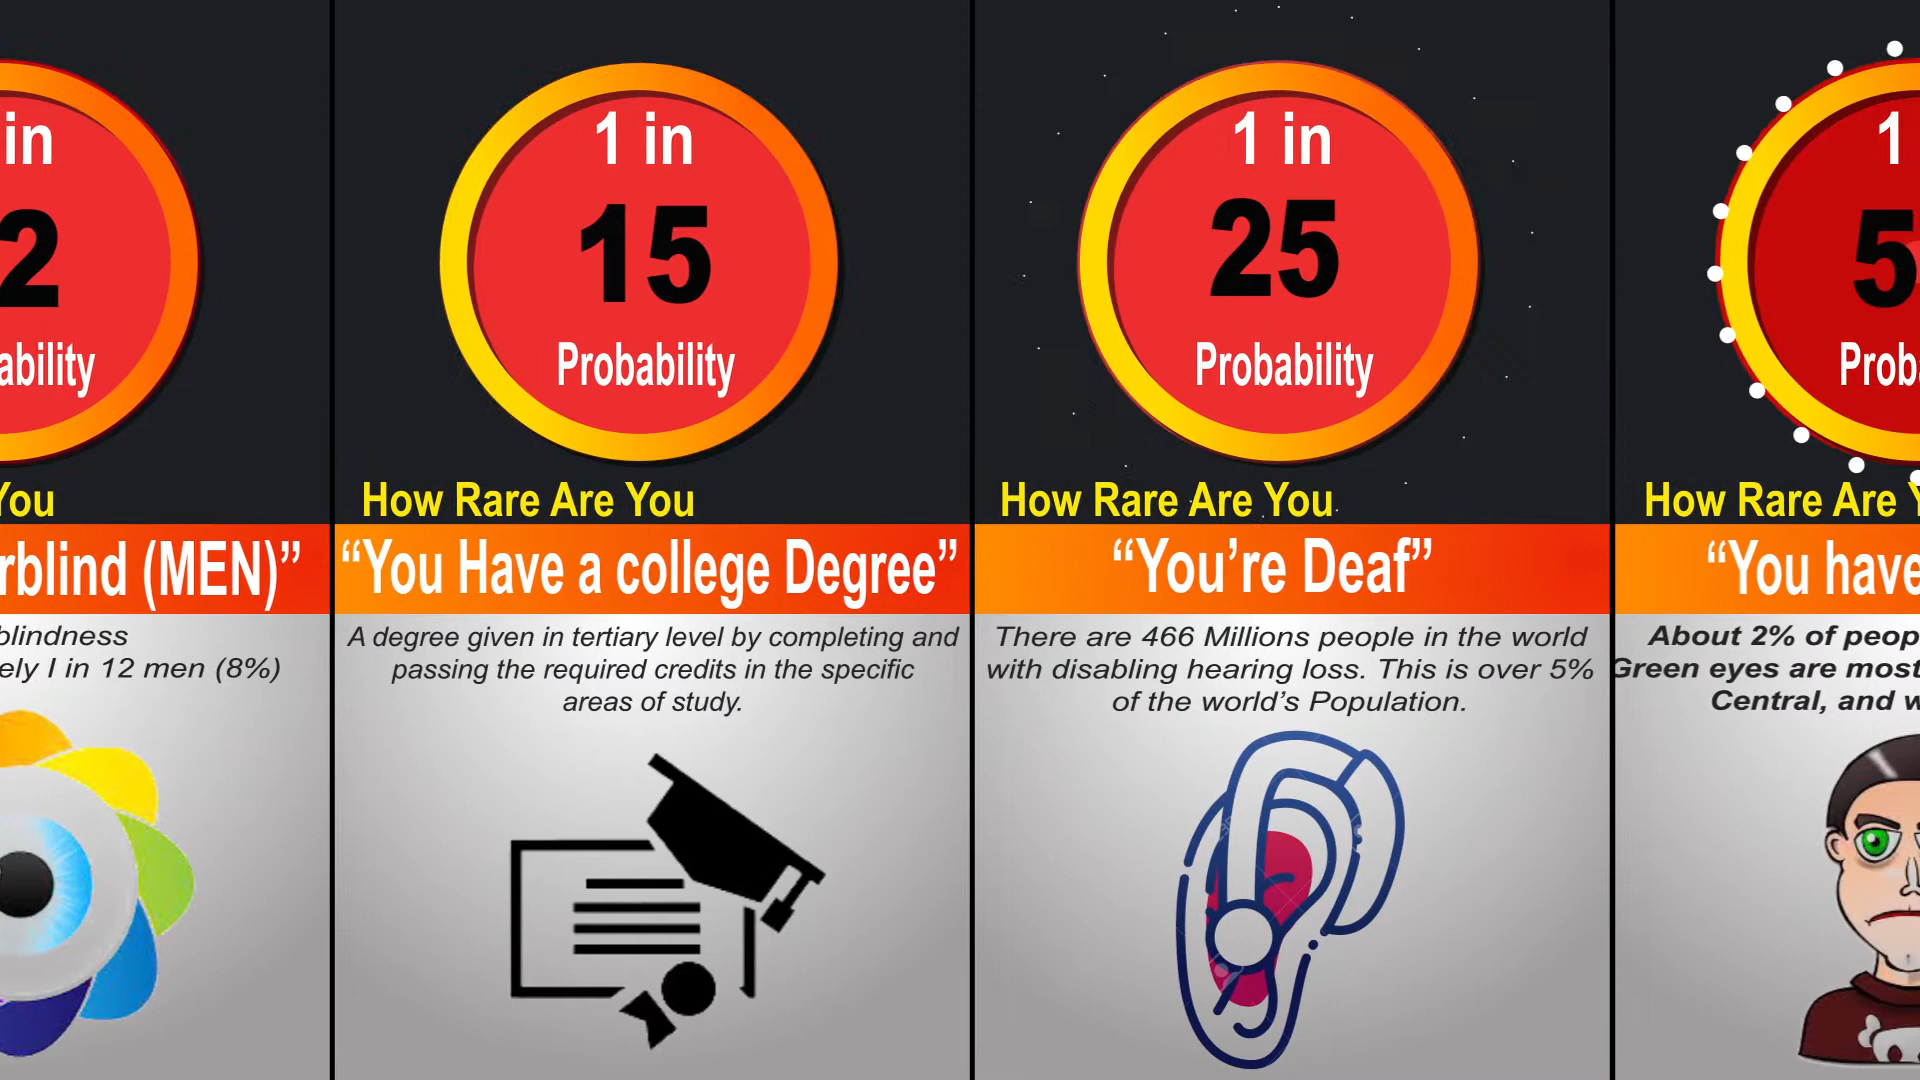 in
2
ability
You
rblind (MEN)”
blindness
ely I in 12 men (8%)
1 in
15
Probability
How Rare Are You
“You Have a college Degree”
A degree given in tertiary level by completing and
passing the required credits in the specific
areas of study.
1 in
25
Probability
How Rare Are You
“You’re Deaf”
There are 466 Millions people in the world
with disabling hearing loss. This is over 5%
of the world’s Population.
1
5
Proba
How Rare Are Y
“You have
About 2% of peop
Green eyes are most
Central, and w